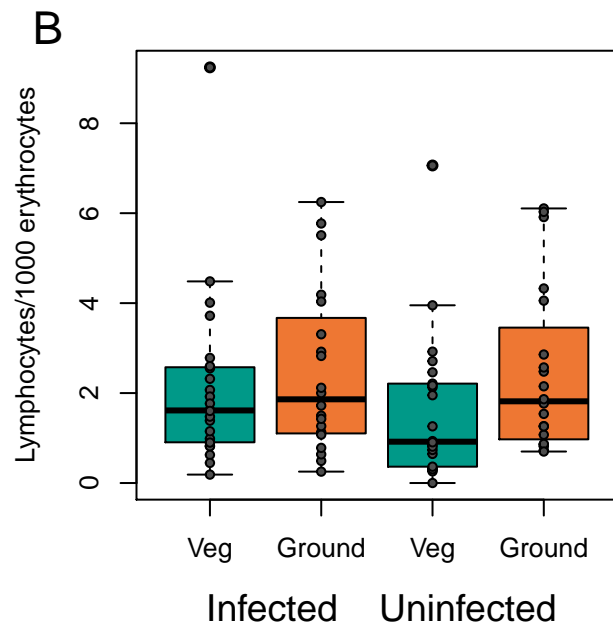 B
Lymphocytes/1000 erythrocytes
8
6
4
2
0
Veg Ground Veg Ground
Infected Uninfected